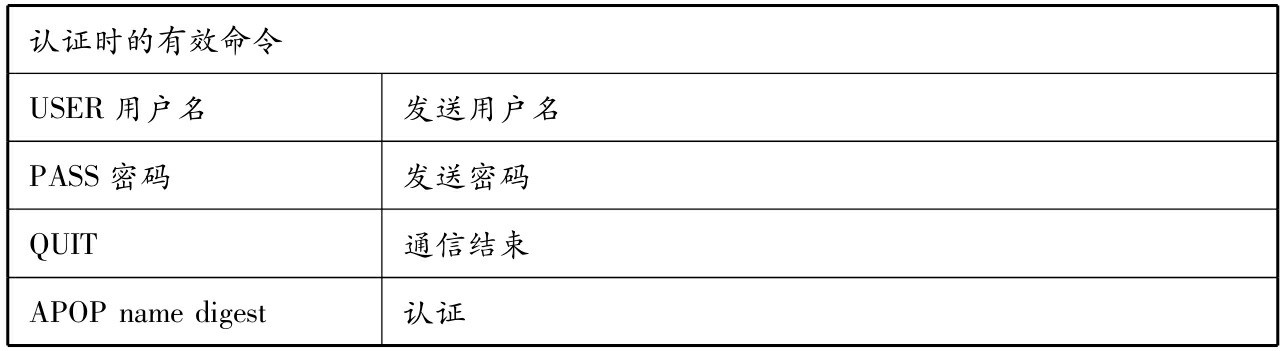 认证时的有效命令
USER 用户名 发送用户名
PASS 密码 发送密码
QUIT 通信结束
APOP name digest 认证